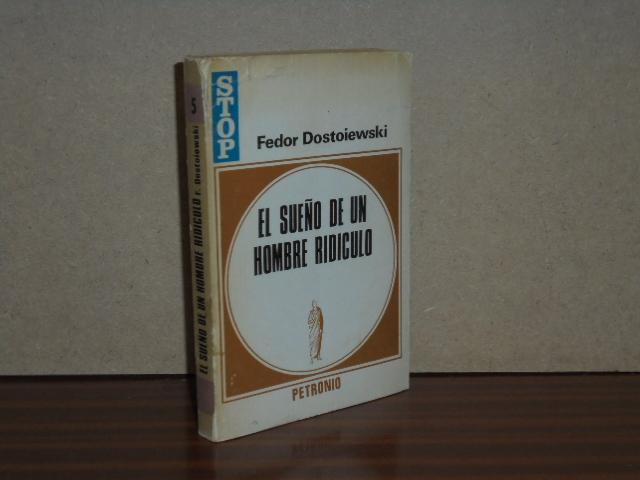 STOP
Fedor Dostoiewski
EL SUEÑO DE UN
HOMBRE RIDICULO
PETRONIO
5
EL SUEÑO DE UN HOMBRE RIDICULO F. Dostoiewski